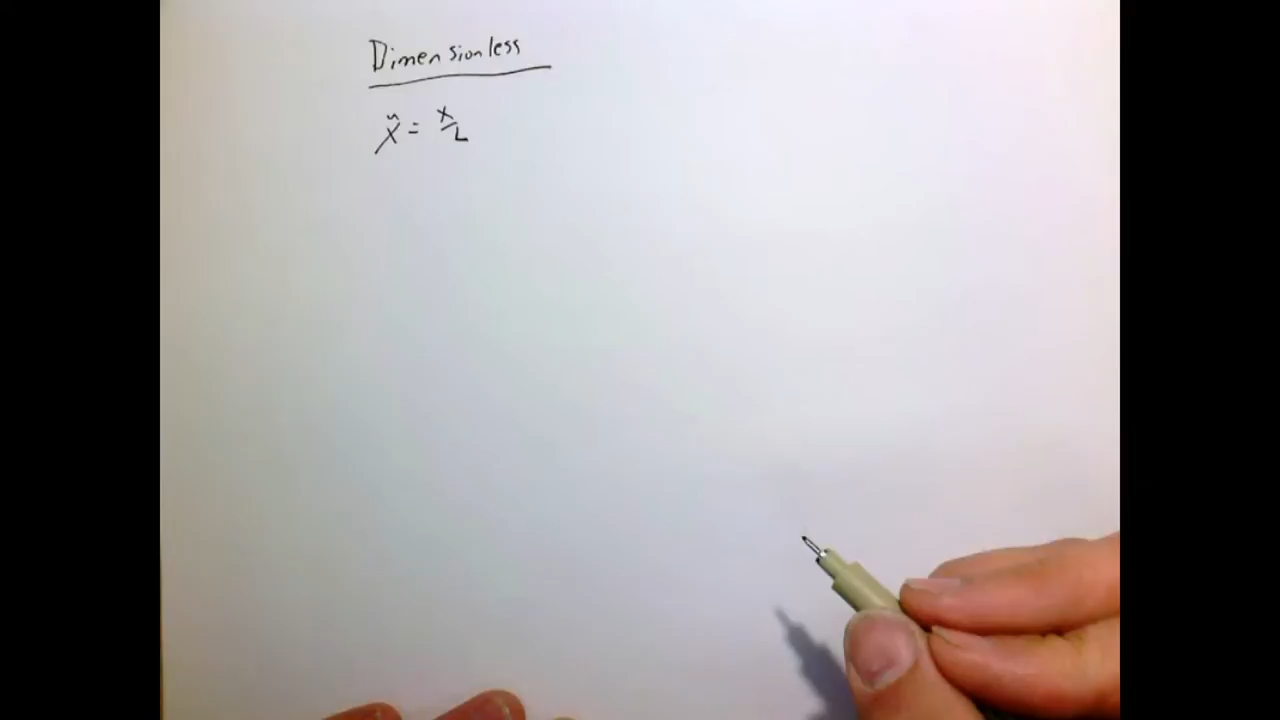 Dimensionless
x̃ = x/L